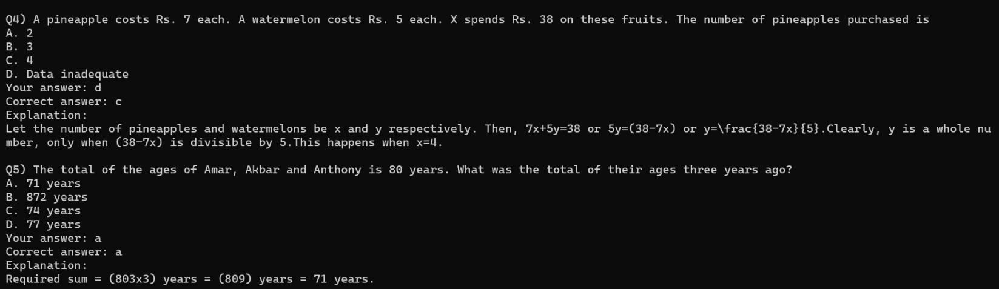 Q4) A pineapple costs Rs. 7 each. A watermelon costs Rs. 5 each. X spends Rs. 38 on these fruits. The number of pineapples purchased is
A. 2
B. 3
C. 4
D. Data inadequate
Your answer: d
Correct answer: c
Explanation:
Let the number of pineapples and watermelons be x and y respectively. Then, 7x+5y=38 or 5y=(38-7x) or y=\frac{38-7x}{5}.Clearly, y is a whole nu
mber, only when (38-7x) is divisible by 5.This happens when x=4.
Q5) The total of the ages of Amar, Akbar and Anthony is 80 years. What was the total of their ages three years ago?
A. 71 years
B. 872 years
C. 74 years
D. 77 years
Your answer: a
Correct answer: a
Explanation:
Required sum = (803x3) years = (809) years = 71 years.